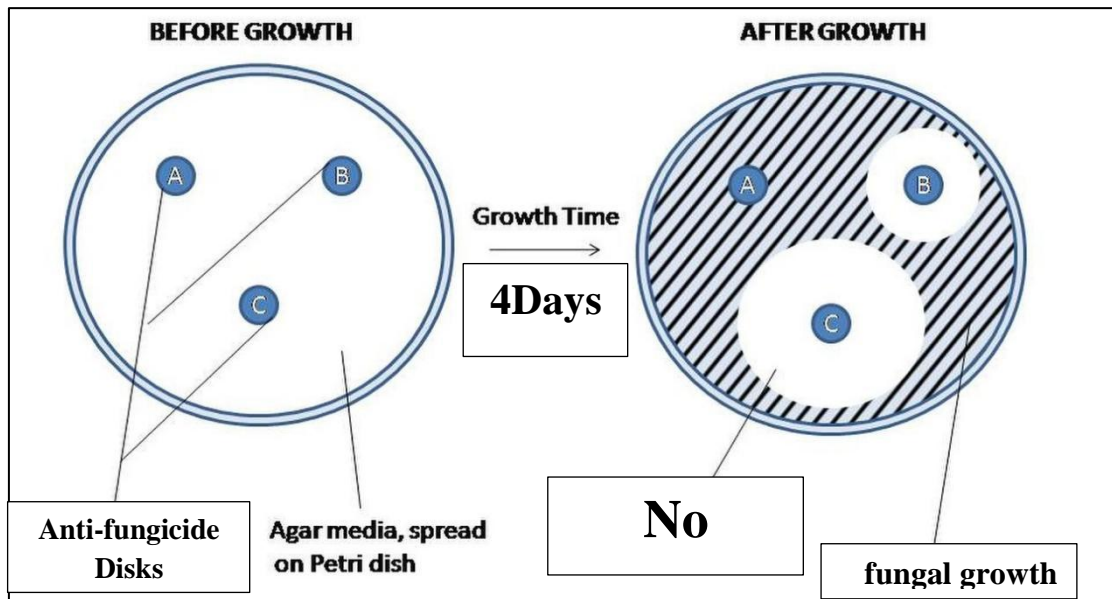 BEFORE GROWTH
AFTER GROWTH
A
B
C
Growth Time
4Days
A
B
C
Anti-fungicide
Disks
Agar media, spread
on Petri dish
No
fungal growth